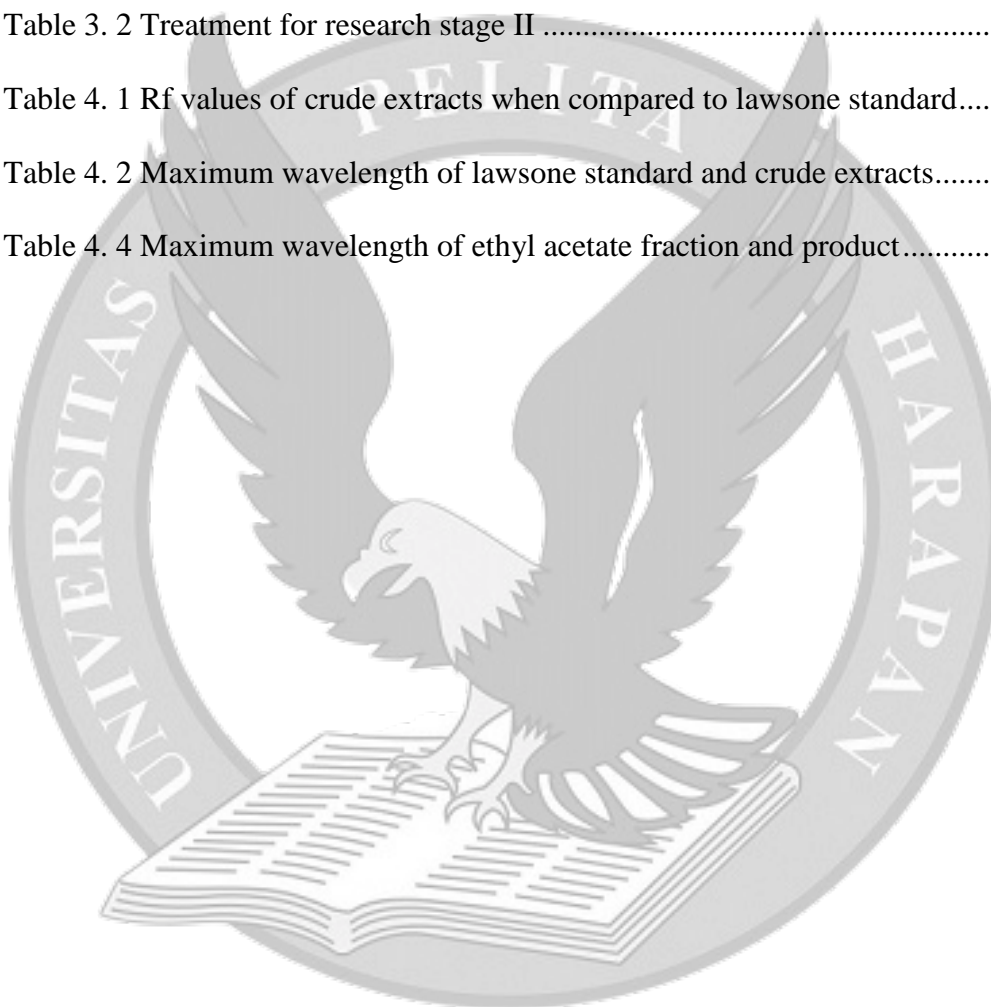 Table 3. 2 Treatment for research stage II ........................................................
Table 4. 1 Rf values of crude extracts when compared to lawsone standard....
Table 4. 2 Maximum wavelength of lawsone standard and crude extracts.......
Table 4. 4 Maximum wavelength of ethyl acetate fraction and product...........
UNIVERSITAS PELITA HARAPAN